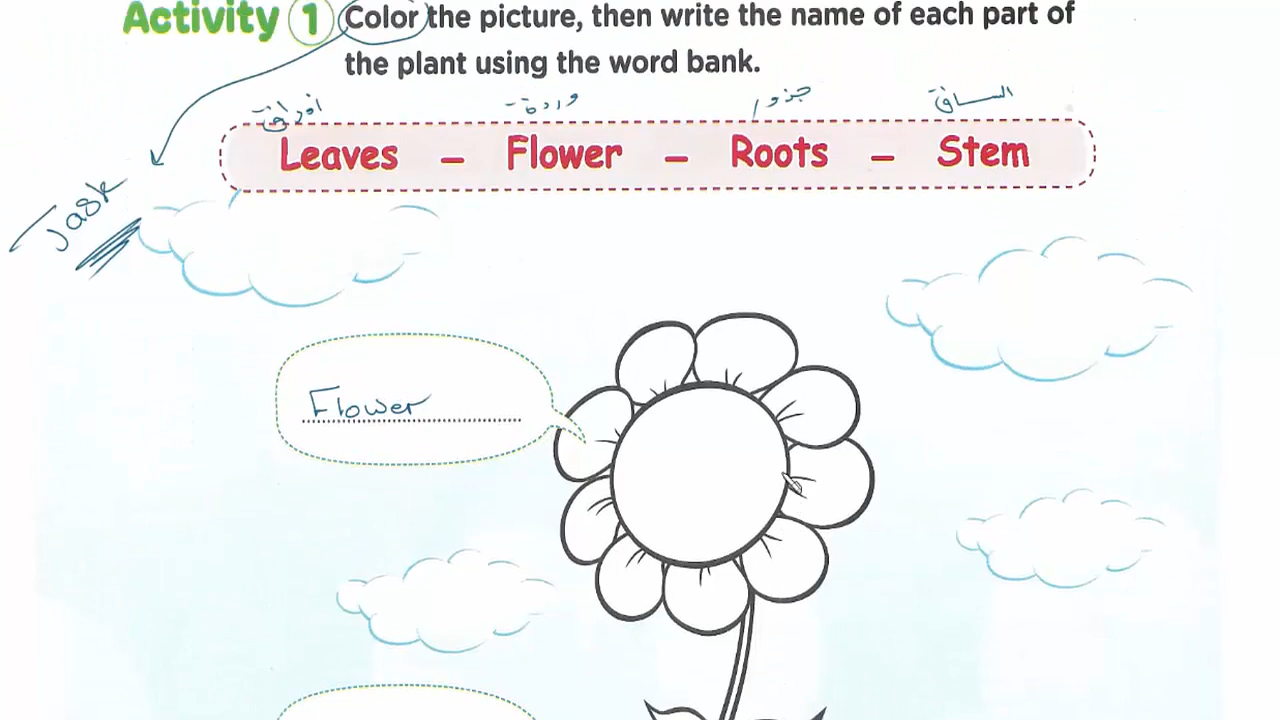 Activity 1 Color the picture, then write the name of each part of
the plant using the word bank.
أوراق وردة جذور الساق
Leaves – Flower – Roots – Stem
Task
Flower